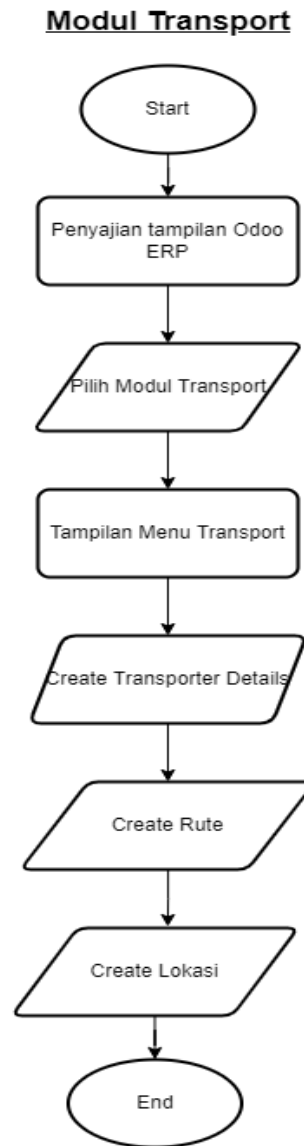 Modul Transport
Start
Penyajian tampilan Odoo
ERP
Pilih Modul Transport
Tampilan Menu Transport
Create Transporter Details
Create Rute
Create Lokasi
End